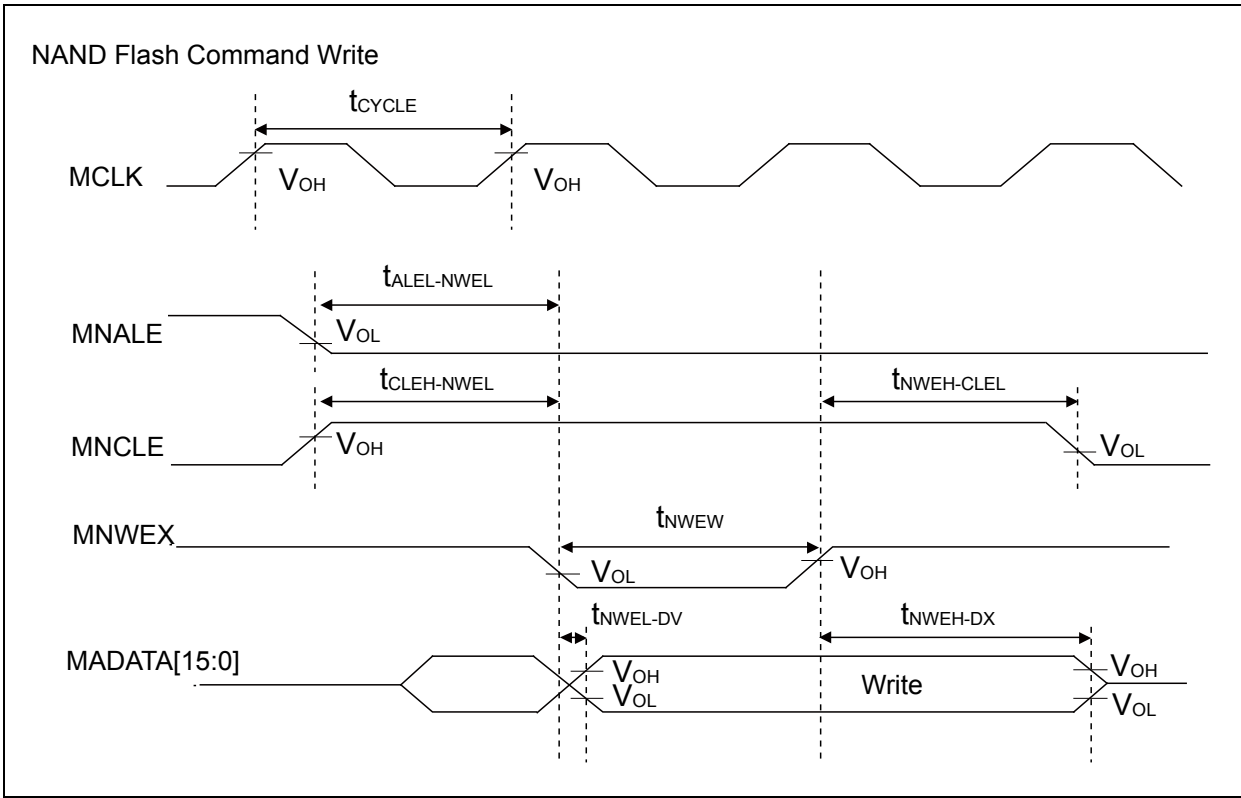 NAND Flash Command Write
tCYCLE
MCLK
VOH
VOH
tALEL-NWEL
MNALE
VOL
tCLEH-NWEL
tNWEH-CLEL
MNCLE
VOH
VOL
tNWEW
MNWEX
VOL
VOH
tNWEL-DV
tNWEH-DX
MADATA[15:0]
VOH
VOL
Write
VOH
VOL